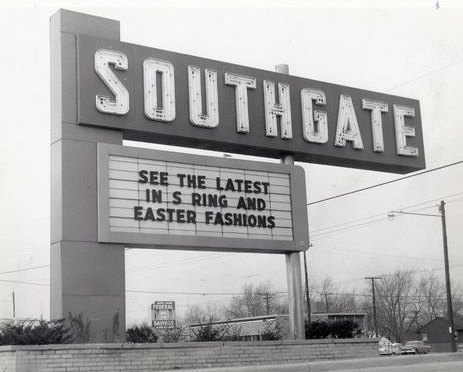 SOUTHGATE
SEE THE LATEST
IN S RING AND
EASTER FASHIONS
FEDERAL
SAVINGS